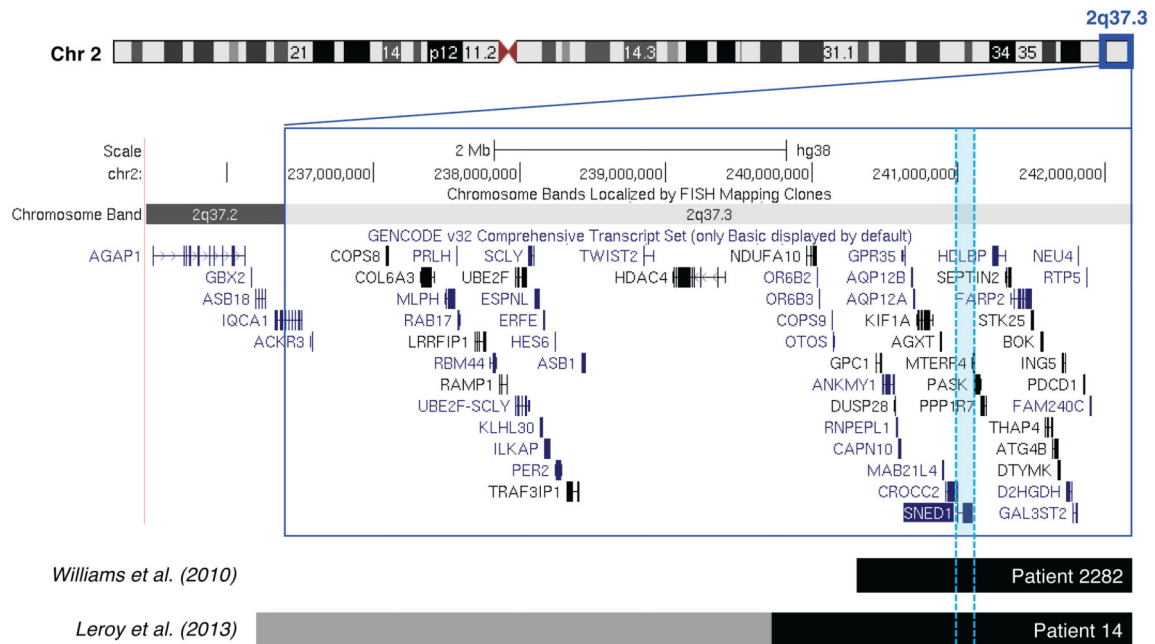 2q37.3
Chr 2 21 14 p12 11.2 14.3 31.1 34 35
Scale 2 Mb hg38
chr2: 237,000,000 238,000,000 239,000,000 240,000,000 241,000,000 242,000,000
Chromosome Bands Localized by FISH Mapping Clones
Chromosome Band 2q37.2 2q37.3
GENCODE v32 Comprehensive Transcript Set (only Basic displayed by default)
AGAP1 COPS8 PRLH SCLY TWIST2 NDUFA10 GPR35 HDLBP NEU4
GBX2 COL6A3 UBE2F HDAC4 OR6B2 AQP12B SEPTIN2 RTP5
ASB18 MLPH ESPNL OR6B3 AQP12A FARP2
IQCA1 RAB17 ERFE COPS9 KIF1A STK25
ACKR3 LRRFIP1 HES6 OTOS AGXT BOK
RBM44 ASB1 GPC1 MTERF4 ING5
RAMP1 ANKMY1 PASK PDCD1
UBE2F-SCLY DUSP28 PPP1R7 FAM240C
KLHL30 RNPEPL1 THAP4
ILKAP CAPN10 ATG4B
PER2 MAB21L4 DTYMK
TRAF3IP1 CROCC2 D2HGDH
SNED1 GAL3ST2
Williams et al. (2010) Patient 2282
Leroy et al. (2013) Patient 14